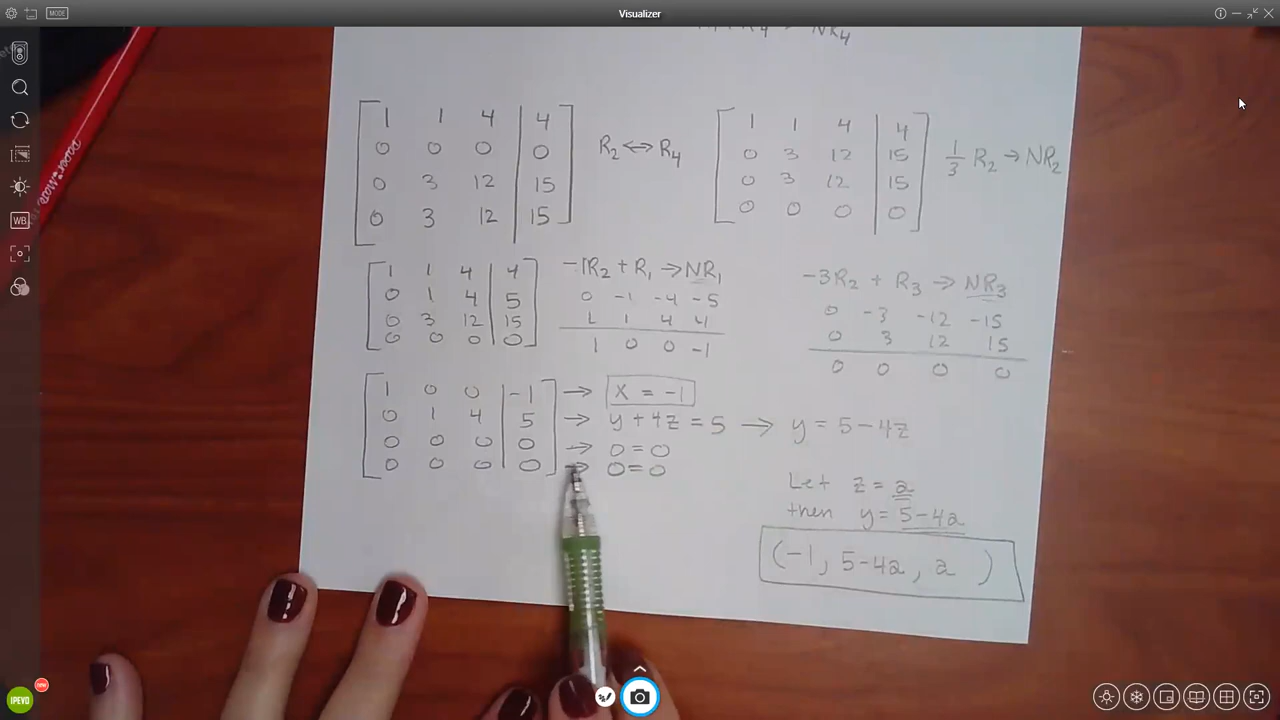 MODE
Visualizer
NR₄
1 1 4 | 4
0 0 0 | 0
0 3 12 | 15
0 3 12 | 15
R₂ ↔ R₄
1 1 4 | 4
0 3 12 | 15
0 3 12 | 15
0 0 0 | 0
1/3 R₂ → NR₂
1 1 4 | 4
0 1 4 | 5
0 3 12 | 15
0 0 0 | 0
-1R₂ + R₁ → NR₁
0 -1 -4 -5
1 1 4 4
1 0 0 -1
-3R₂ + R₃ → NR₃
0 -3 -12 -15
0 3 12 15
0 0 0 0
1 0 0 | -1 → x = -1
0 1 4 | 5 → y + 4z = 5 → y = 5 - 4z
0 0 0 | 0 → 0 = 0
0 0 0 | 0 → 0 = 0
Let z = a
then y = 5-4a
(-1, 5-4a, a)
Paper:Mate
WB
IPEVO